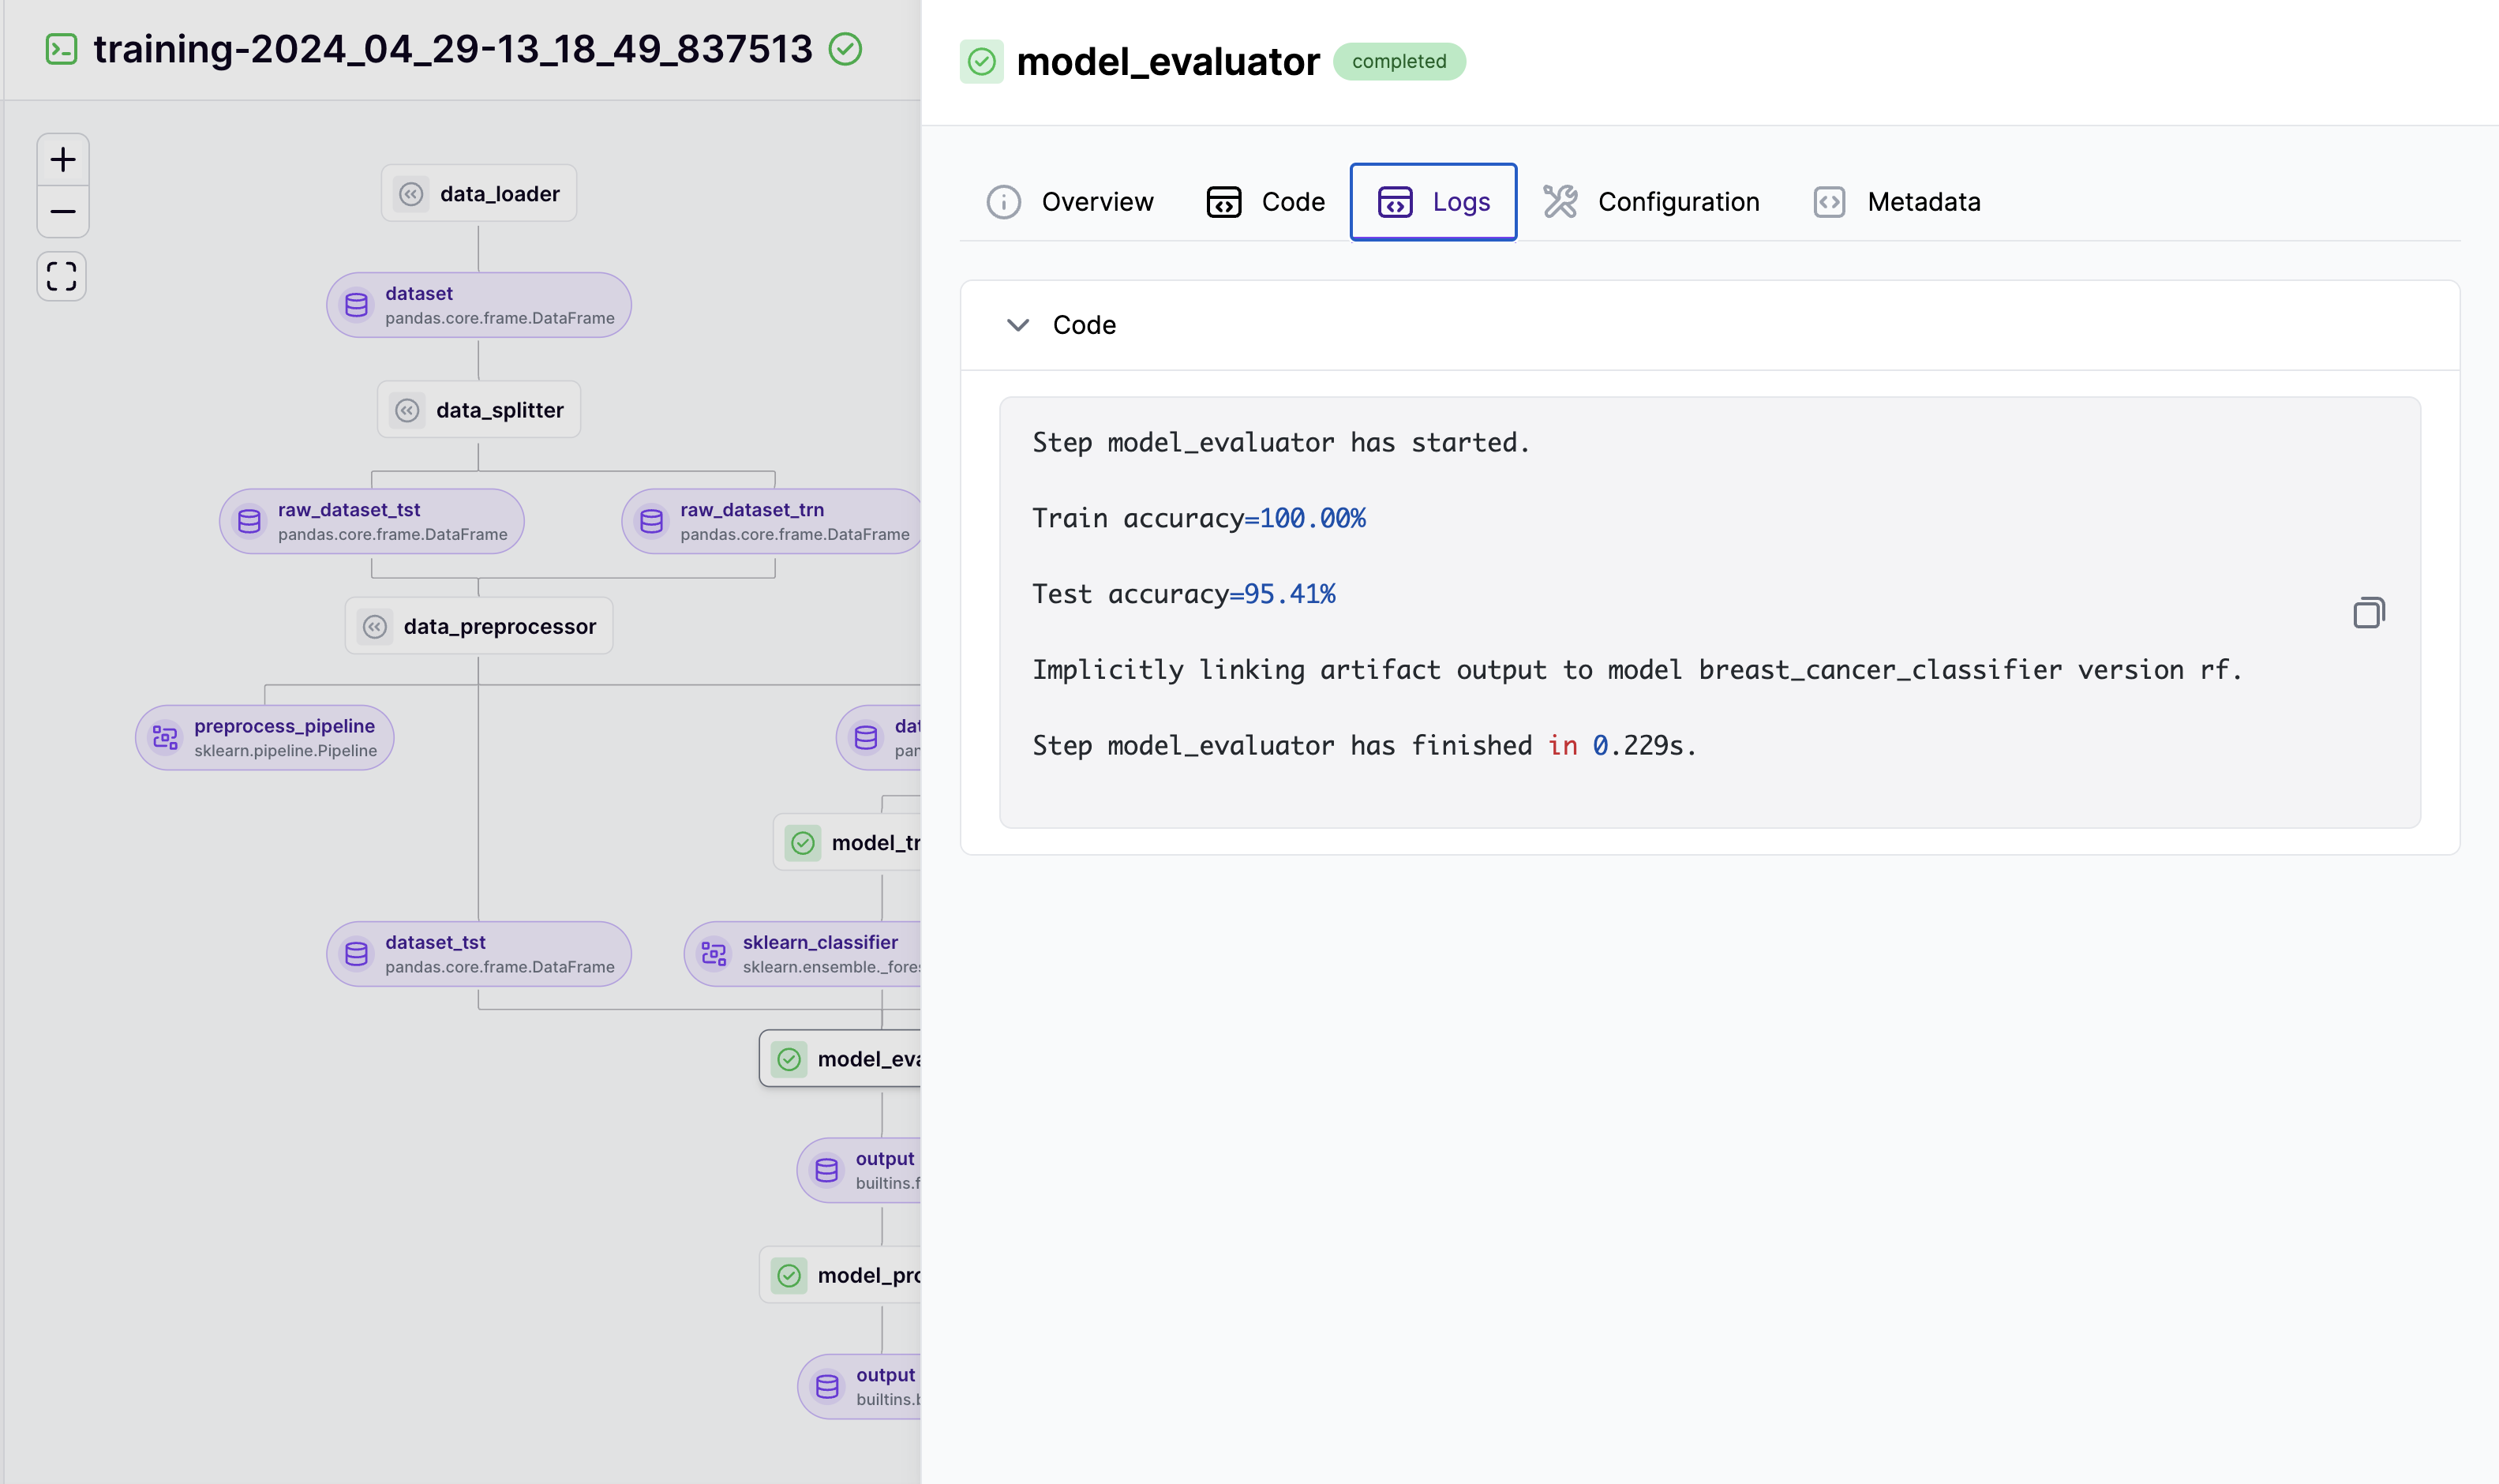 training-2024_04_29-13_18_49_837513
data_loader
dataset
pandas.core.frame.DataFrame
data_splitter
raw_dataset_tst
pandas.core.frame.DataFrame
raw_dataset_trn
pandas.core.frame.DataFrame
data_preprocessor
preprocess_pipeline
sklearn.pipeline.Pipeline
dat
pan
model_tr
dataset_tst
pandas.core.frame.DataFrame
sklearn_classifier
sklearn.ensemble._fores
model_eva
output
builtins.f
model_pro
output
builtins.b
model_evaluator
completed
Overview
Code
Logs
Configuration
Metadata
Code
Step model_evaluator has started.
Train accuracy=100.00%
Test accuracy=95.41%
Implicitly linking artifact output to model breast_cancer_classifier version rf.
Step model_evaluator has finished in 0.229s.